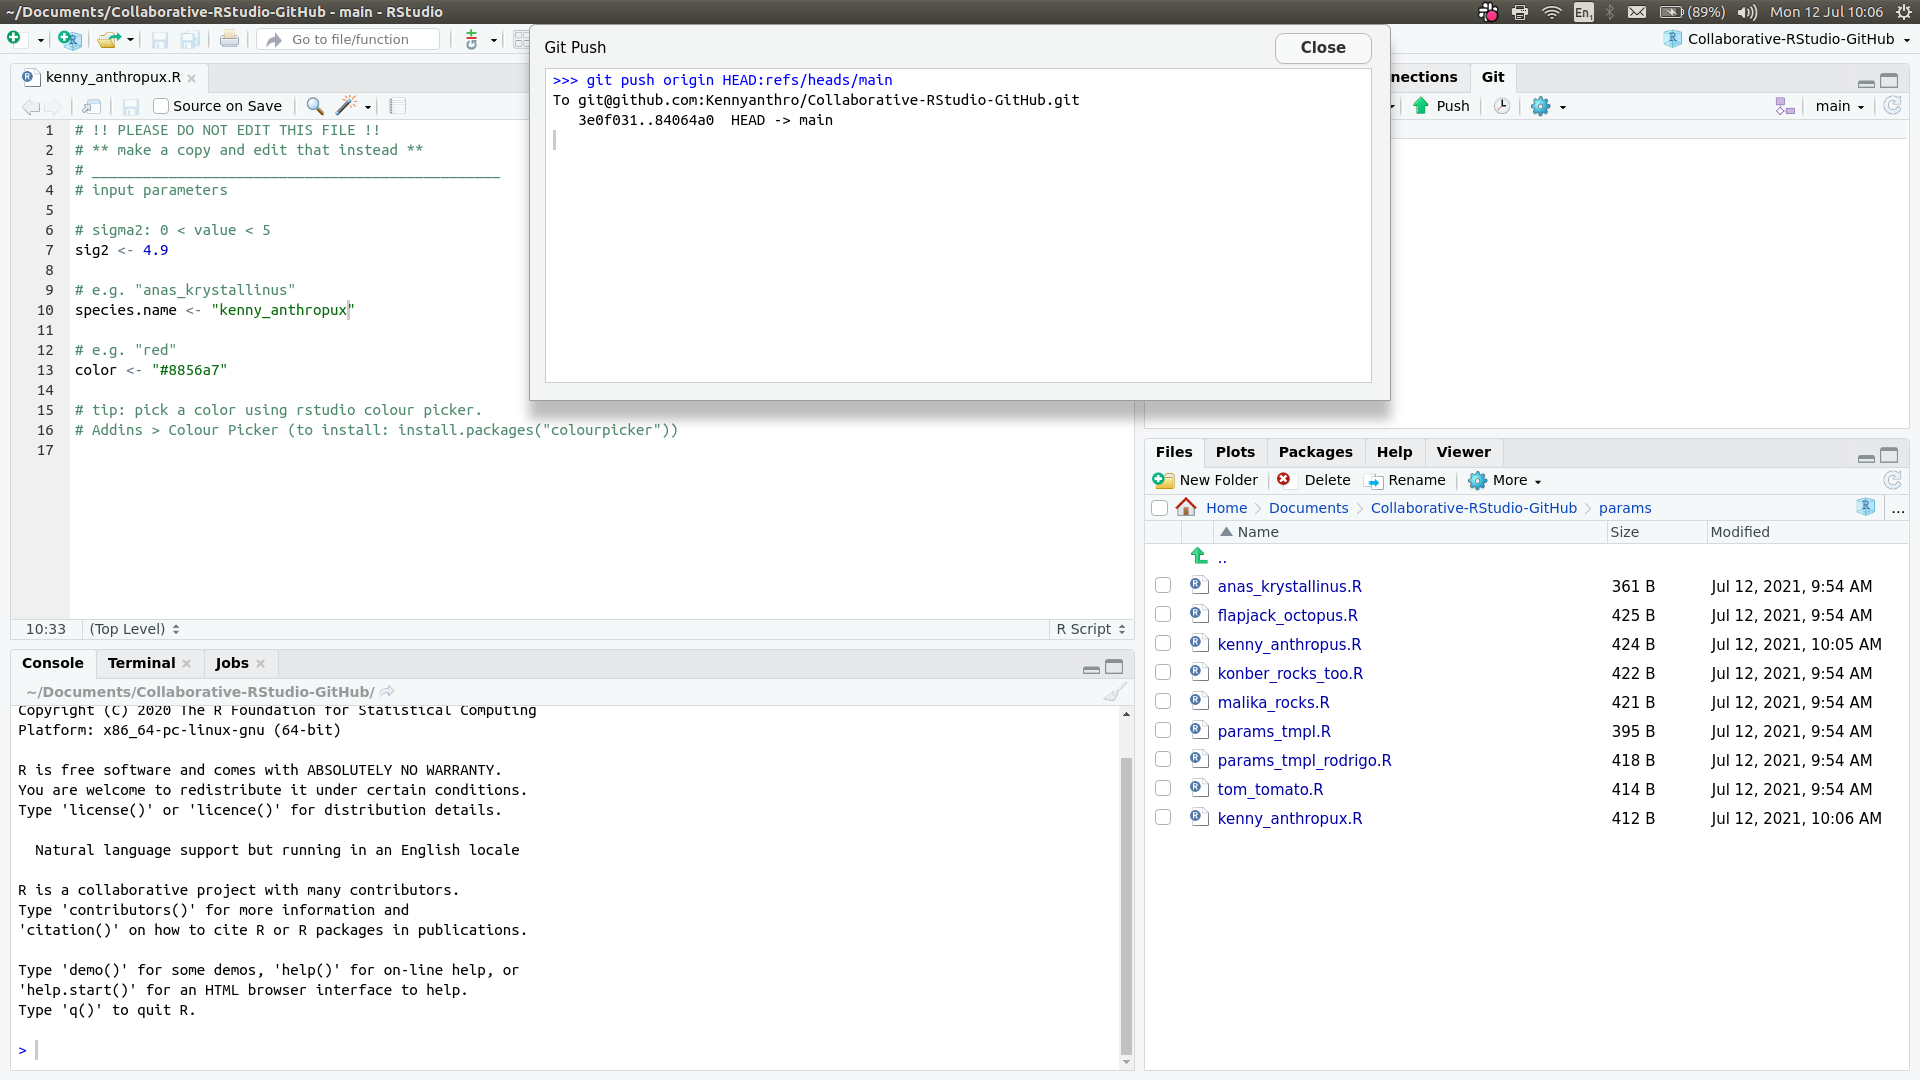 ~/Documents/Collaborative-RStudio-GitHub - main - RStudio
En1
(89%)
Mon 12 Jul 10:06
Go to file/function
Collaborative-RStudio-GitHub
kenny_anthropux.R
Source on Save
1 # !! PLEASE DO NOT EDIT THIS FILE !!
2 # ** make a copy and edit that instead **
3 # ________________________________________________
4 # input parameters
5
6 # sigma2: 0 < value < 5
7 sig2 <- 4.9
8
9 # e.g. "anas_krystallinus"
10 species.name <- "kenny_anthropux"
11
12 # e.g. "red"
13 color <- "#8856a7"
14
15 # tip: pick a color using rstudio colour picker.
16 # Addins > Colour Picker (to install: install.packages("colourpicker"))
17
10:33 (Top Level) R Script
Git Push
Close
>>> git push origin HEAD:refs/heads/main
To git@github.com:Kennyanthro/Collaborative-RStudio-GitHub.git
3e0f031..84064a0 HEAD -> main
nnections Git
Push main
Console Terminal Jobs
~/Documents/Collaborative-RStudio-GitHub/
Copyright (C) 2020 The R Foundation for Statistical Computing
Platform: x86_64-pc-linux-gnu (64-bit)
R is free software and comes with ABSOLUTELY NO WARRANTY.
You are welcome to redistribute it under certain conditions.
Type 'license()' or 'licence()' for distribution details.
Natural language support but running in an English locale
R is a collaborative project with many contributors.
Type 'contributors()' for more information and
'citation()' on how to cite R or R packages in publications.
Type 'demo()' for some demos, 'help()' for on-line help, or
'help.start()' for an HTML browser interface to help.
Type 'q()' to quit R.
>
Files Plots Packages Help Viewer
New Folder Delete Rename More
Home Documents Collaborative-RStudio-GitHub params ...
Name Size Modified
..
anas_krystallinus.R 361 B Jul 12, 2021, 9:54 AM
flapjack_octopus.R 425 B Jul 12, 2021, 9:54 AM
kenny_anthropus.R 424 B Jul 12, 2021, 10:05 AM
konber_rocks_too.R 422 B Jul 12, 2021, 9:54 AM
malika_rocks.R 421 B Jul 12, 2021, 9:54 AM
params_tmpl.R 395 B Jul 12, 2021, 9:54 AM
params_tmpl_rodrigo.R 418 B Jul 12, 2021, 9:54 AM
tom_tomato.R 414 B Jul 12, 2021, 9:54 AM
kenny_anthropux.R 412 B Jul 12, 2021, 10:06 AM